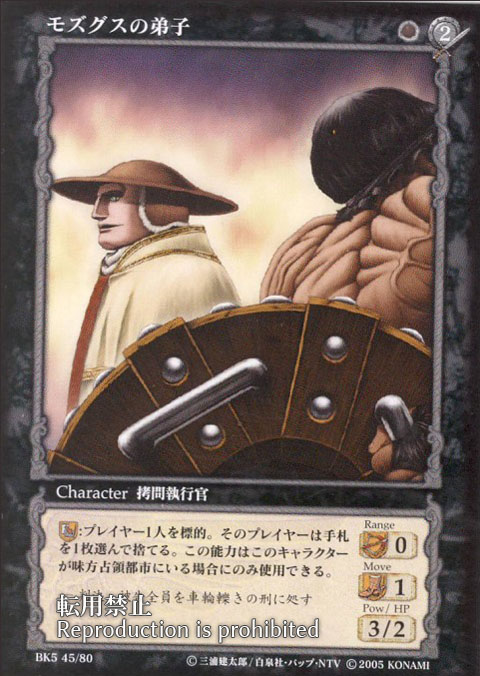 モズグスの弟子
2
Character 拷問執行官
:プレイヤー1人を標的。そのプレイヤーは手札
を1枚選んで捨てる。この能力はこのキャラクター
が味方占領都市にいる場合にのみ使用できる。
全員を車輪轢きの刑に処す
転用禁止
Reproduction is prohibited
Range
0
Move
1
Pow/ HP
3/2
BK5 45/80
©三浦建太郎/白泉社・バップ・NTV ©2005 KONAMI